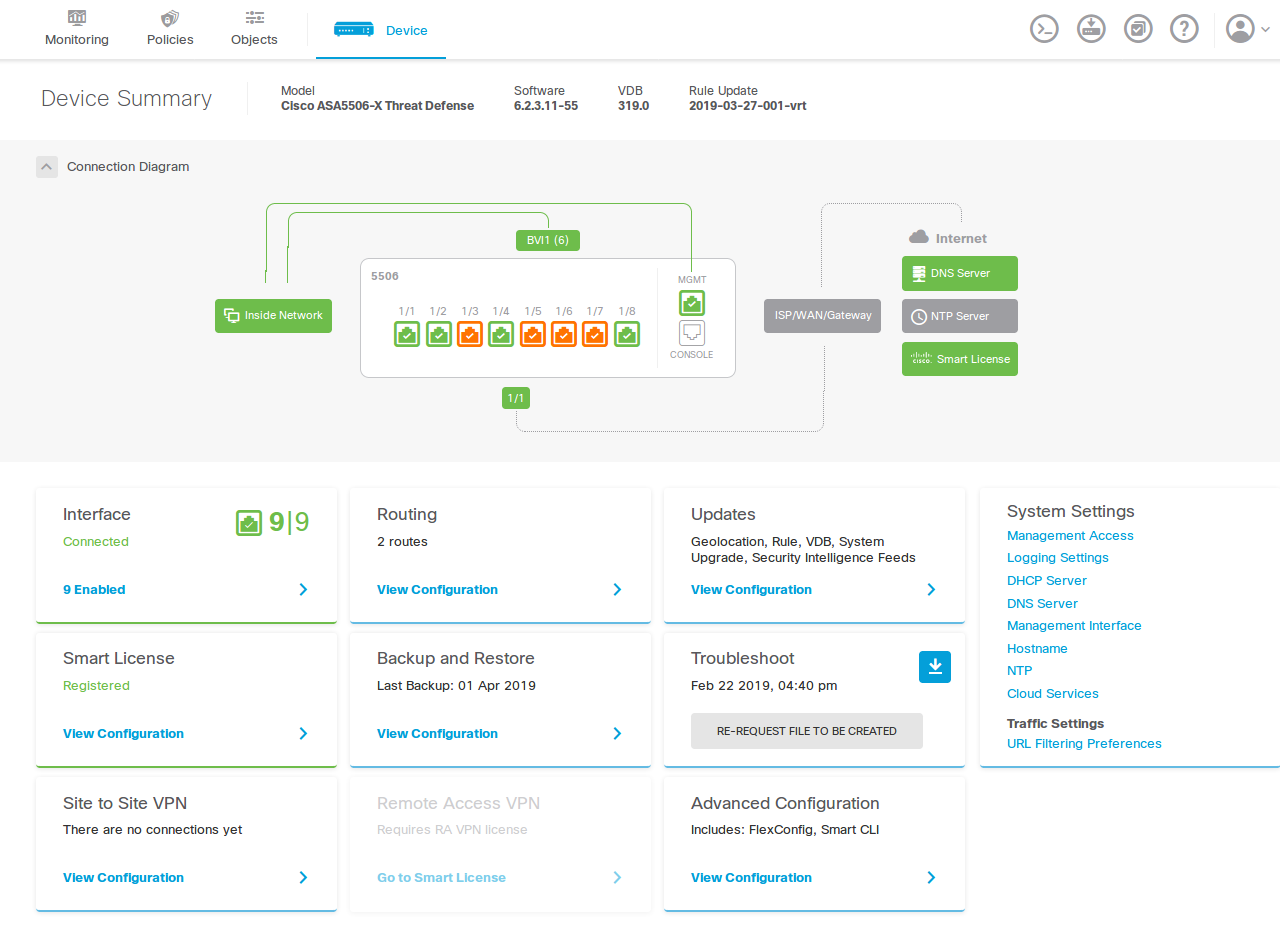 Monitoring
Policies
Objects
Device
Device Summary
Model
Cisco ASA5506-X Threat Defense
Software
6.2.3.11-55
VDB
319.0
Rule Update
2019-03-27-001-vrt
Connection Diagram
BVI1 (6)
Internet
5506
MGMT
DNS Server
1/1 1/2 1/3 1/4 1/5 1/6 1/7 1/8
Inside Network
ISP/WAN/Gateway
NTP Server
CONSOLE
CISCO.
Smart License
1/1
Interface
9|9
Connected
9 Enabled
Routing
2 routes
View Configuration
Updates
Geolocation, Rule, VDB, System
Upgrade, Security Intelligence Feeds
View Configuration
System Settings
Management Access
Logging Settings
DHCP Server
DNS Server
Management Interface
Hostname
NTP
Cloud Services
Traffic Settings
URL Filtering Preferences
Smart License
Registered
View Configuration
Backup and Restore
Last Backup: 01 Apr 2019
View Configuration
Troubleshoot
Feb 22 2019, 04:40 pm
RE-REQUEST FILE TO BE CREATED
Site to Site VPN
There are no connections yet
View Configuration
Remote Access VPN
Requires RA VPN license
Go to Smart License
Advanced Configuration
Includes: FlexConfig, Smart CLI
View Configuration